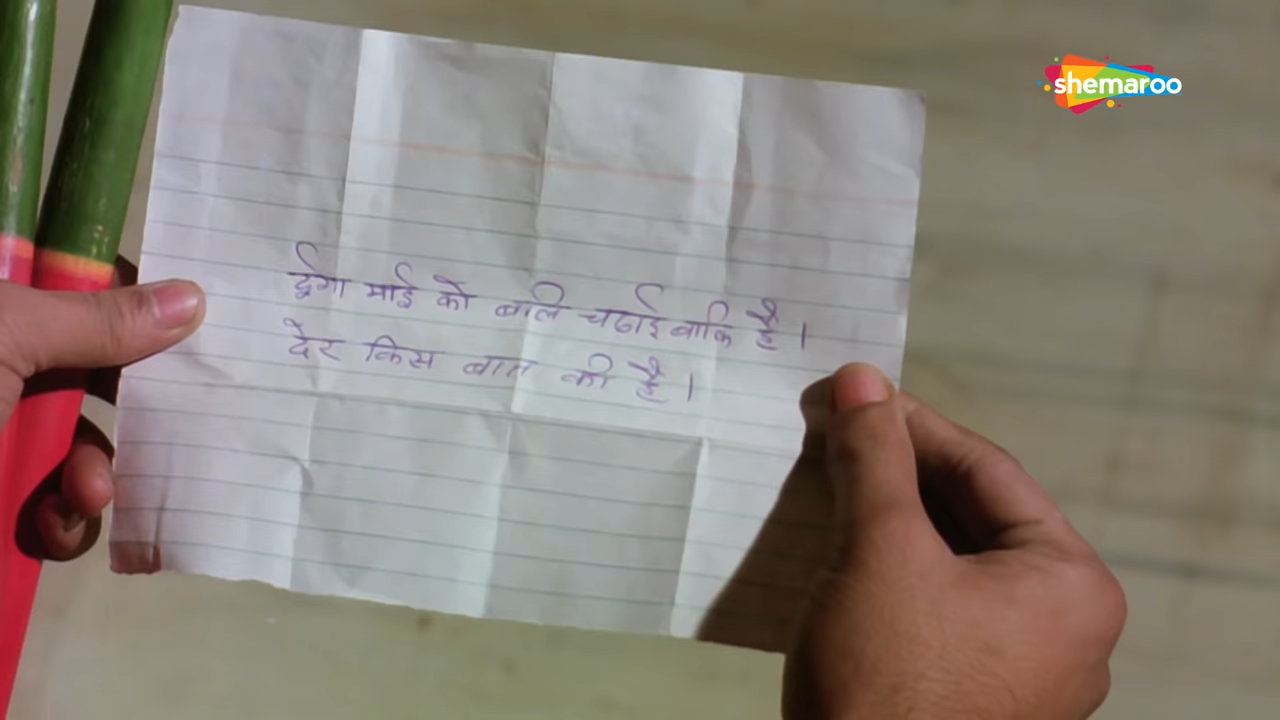 shemaroo
र्दुगा माई को बलि चढाई बाकि है ।
देर किस बात की है ।